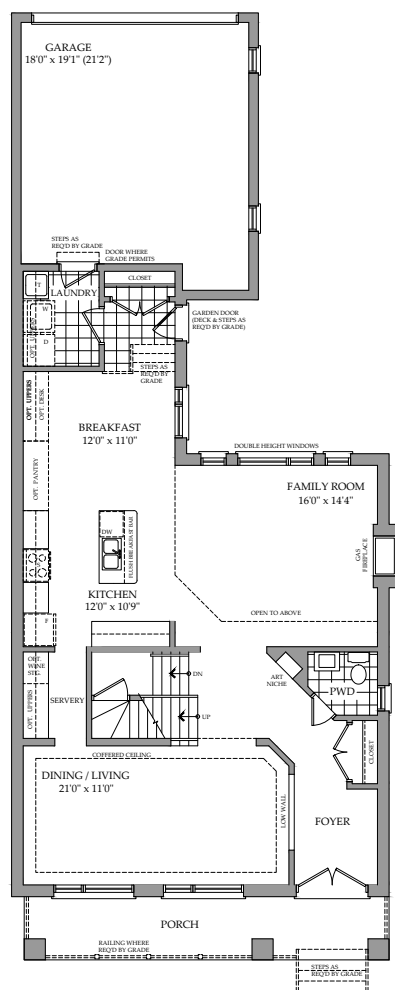 GARAGE
18'0" x 19'1" (21'2")
STEPS AS
REQ'D BY GRADE
DOOR WHERE
GRADE PERMITS
CLOSET
T
LAUNDRY
W
D
GARDEN DOOR
(DECK & STEPS AS
REQ'D BY GRADE)
STEPS AS
REQ'D BY
GRADE
OPT. UPPERS
OPT. DESK
BREAKFAST
12'0" x 11'0"
DOUBLE HEIGHT WINDOWS
FAMILY ROOM
16'0" x 14'4"
OPT. PANTRY
DW
FLUSH BREAKFAST BAR
GAS
FIREPLACE
KITCHEN
12'0" x 10'9"
F
OPEN TO ABOVE
OPT.
WINE
STG.
OPT. UPPERS
SERVERY
DN
UP
ART
NICHE
PWD
CLOSET
COFFERED CEILING
DINING / LIVING
21'0" x 11'0"
LOW WALL
FOYER
PORCH
RAILING WHERE
REQ'D BY GRADE
STEPS AS
REQ'D BY GRADE